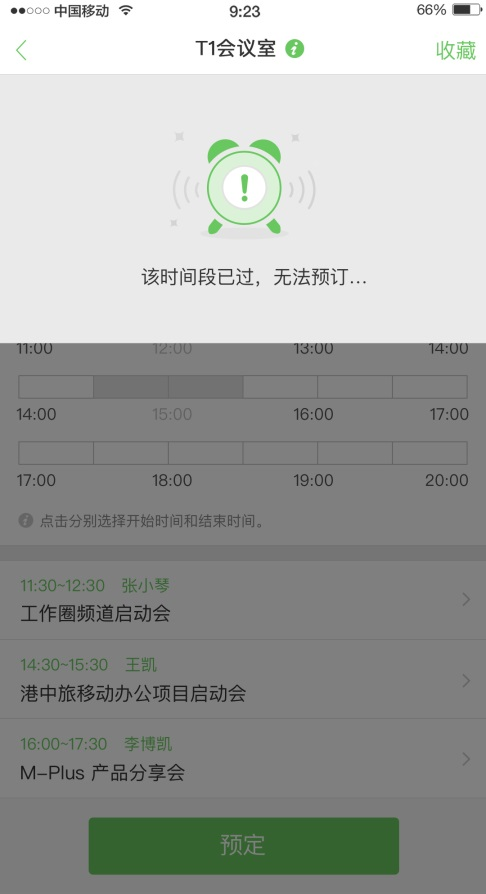 中国移动 9:23 66%
T1会议室 收藏
该时间段已过，无法预订...
11:00 12:00 13:00 14:00
14:00 15:00 16:00 17:00
17:00 18:00 19:00 20:00
点击分别选择开始时间和结束时间。
11:30~12:30 张小琴
工作圈频道启动会
14:30~15:30 王凯
港中旅移动办公项目启动会
16:00~17:30 李博凯
M-Plus 产品分享会
预定